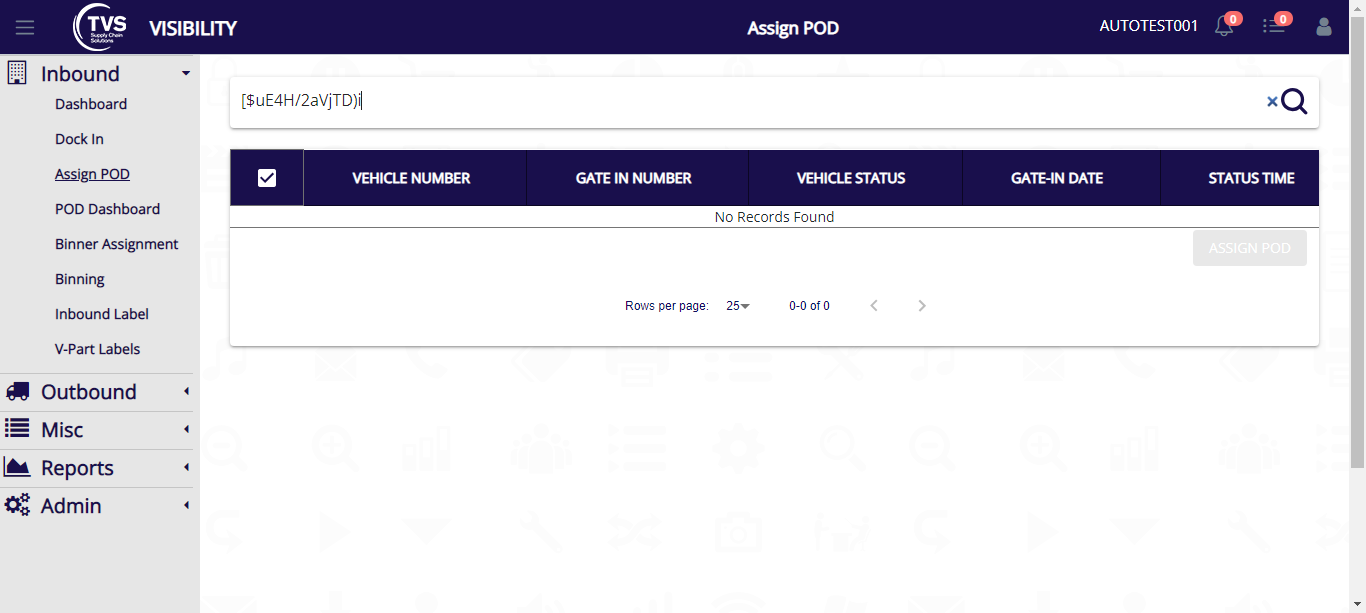 TVS
Supply Chain
Solutions
VISIBILITY
Assign POD
AUTOTEST001
0
0
Inbound
Dashboard
Dock In
Assign POD
POD Dashboard
Binner Assignment
Binning
Inbound Label
V-Part Labels
Outbound
Misc
Reports
Admin
[$uE4H/2aVjTD)i
×
VEHICLE NUMBER GATE IN NUMBER VEHICLE STATUS GATE-IN DATE STATUS TIME
No Records Found
ASSIGN POD
Rows per page: 25 0-0 of 0